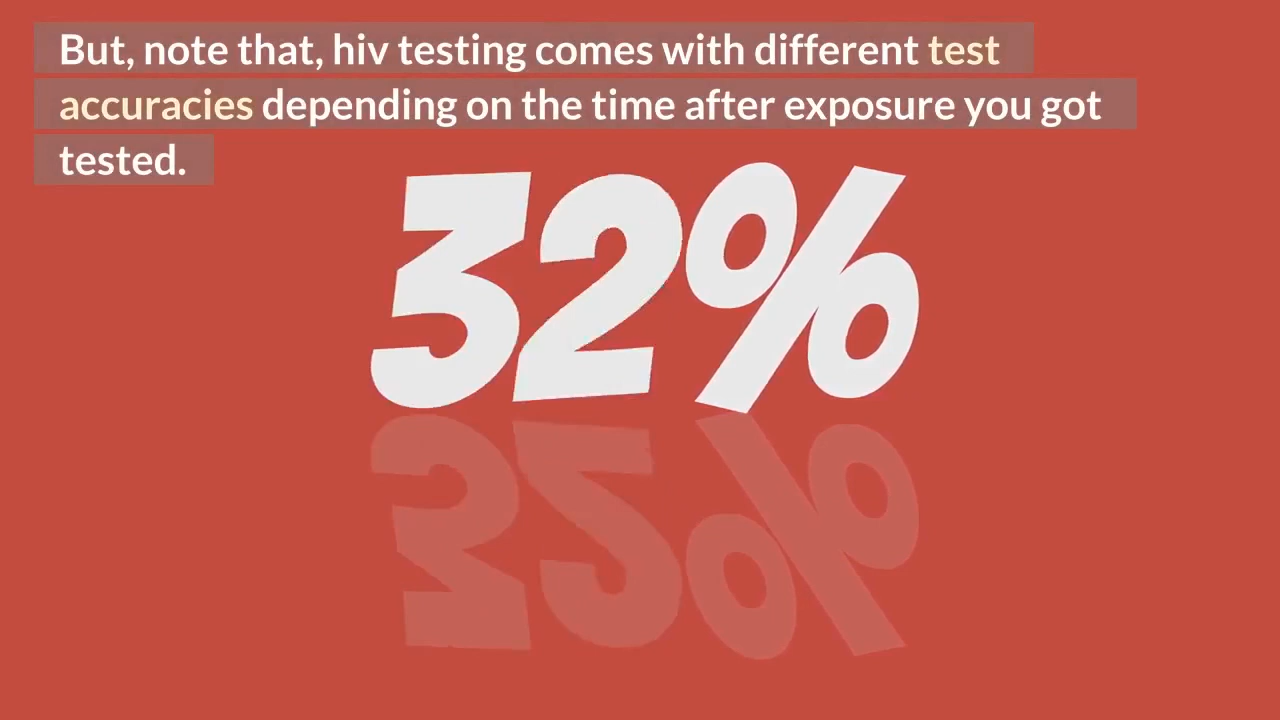 But, note that, hiv testing comes with different test
accuracies depending on the time after exposure you got
tested.
32%